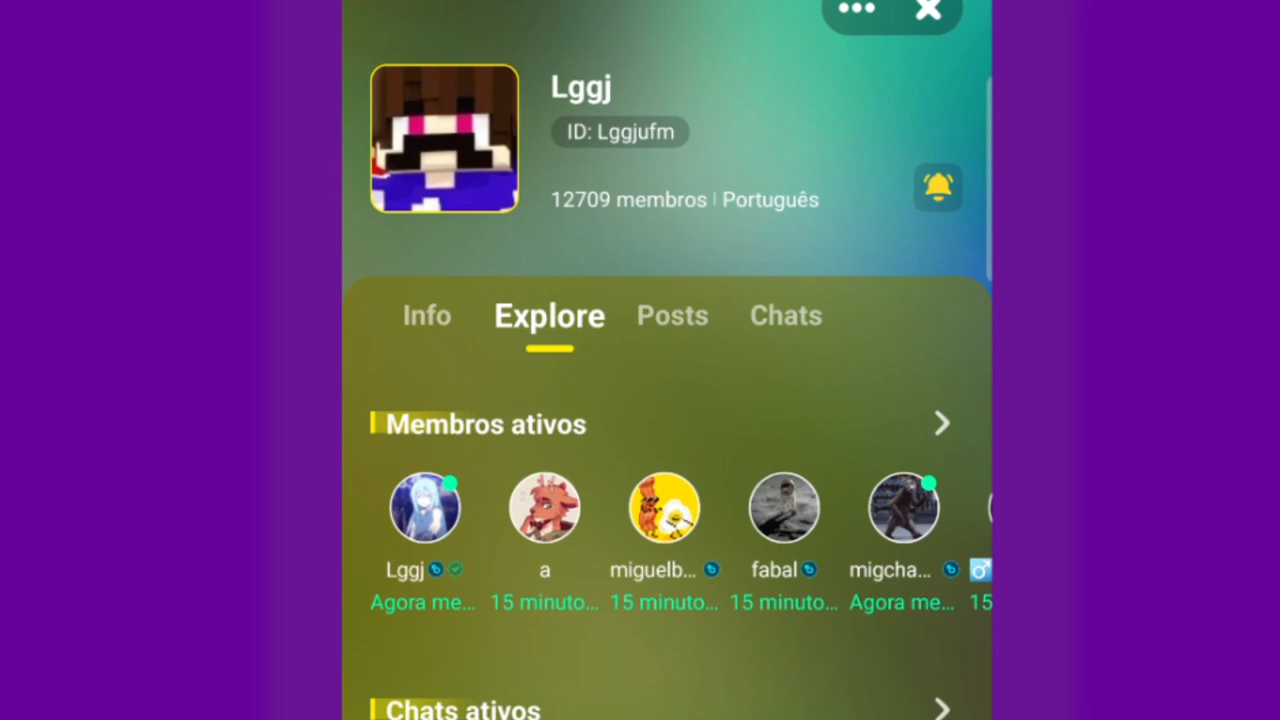 Lggj
ID: Lggjufm
12709 membros | Português
Info Explore Posts Chats
Membros ativos
Lggj a miguelb... fabal migcha...
Agora me... 15 minuto... 15 minuto... 15 minuto... Agora me... 15
Chats ativos